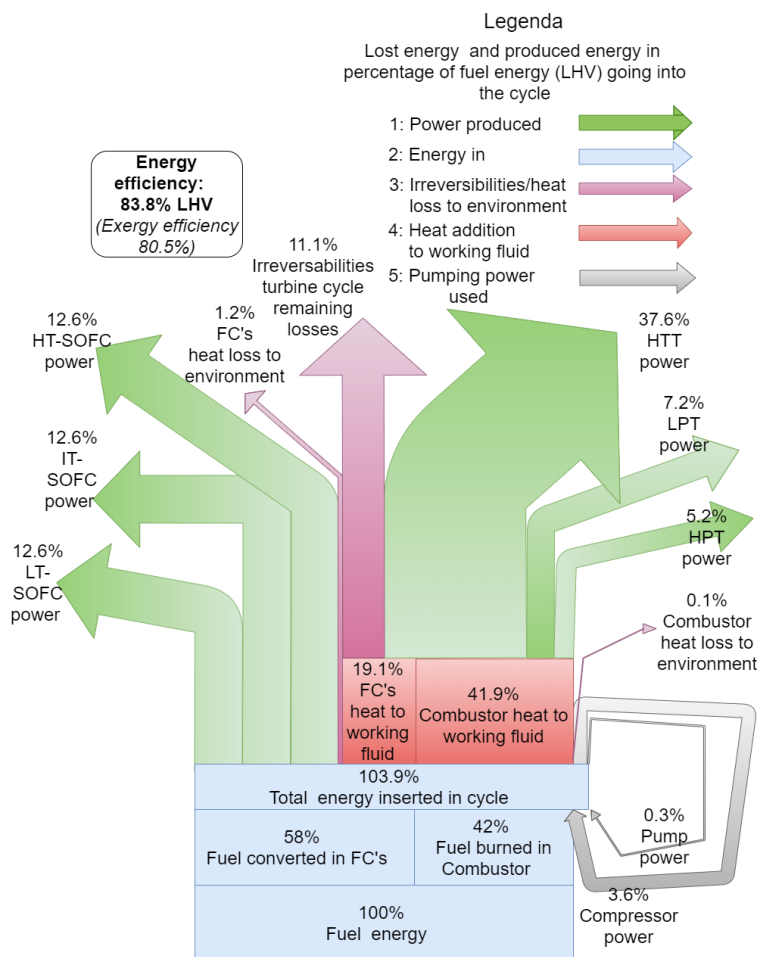 Legenda
Lost energy and produced energy in
percentage of fuel energy (LHV) going into
the cycle
1: Power produced
2: Energy in
3: Irreversibilities/heat
loss to environment
4: Heat addition
to working fluid
5: Pumping power
used
Energy
efficiency:
83.8% LHV
(Exergy efficiency
80.5%)
11.1%
Irreversabilities
turbine cycle
remaining
losses
1.2%
FC's
heat loss to
environment
12.6%
HT-SOFC
power
12.6%
IT-
SOFC
power
12.6%
LT-
SOFC
power
37.6%
HTT
power
7.2%
LPT
power
5.2%
HPT
power
0.1%
Combustor
heat loss to
environment
19.1%
FC's
heat to
working
fluid
41.9%
Combustor heat to
working fluid
103.9%
Total energy inserted in cycle
58%
Fuel converted in FC's
42%
Fuel burned in
Combustor
0.3%
Pump
power
3.6%
Compressor
power
100%
Fuel energy